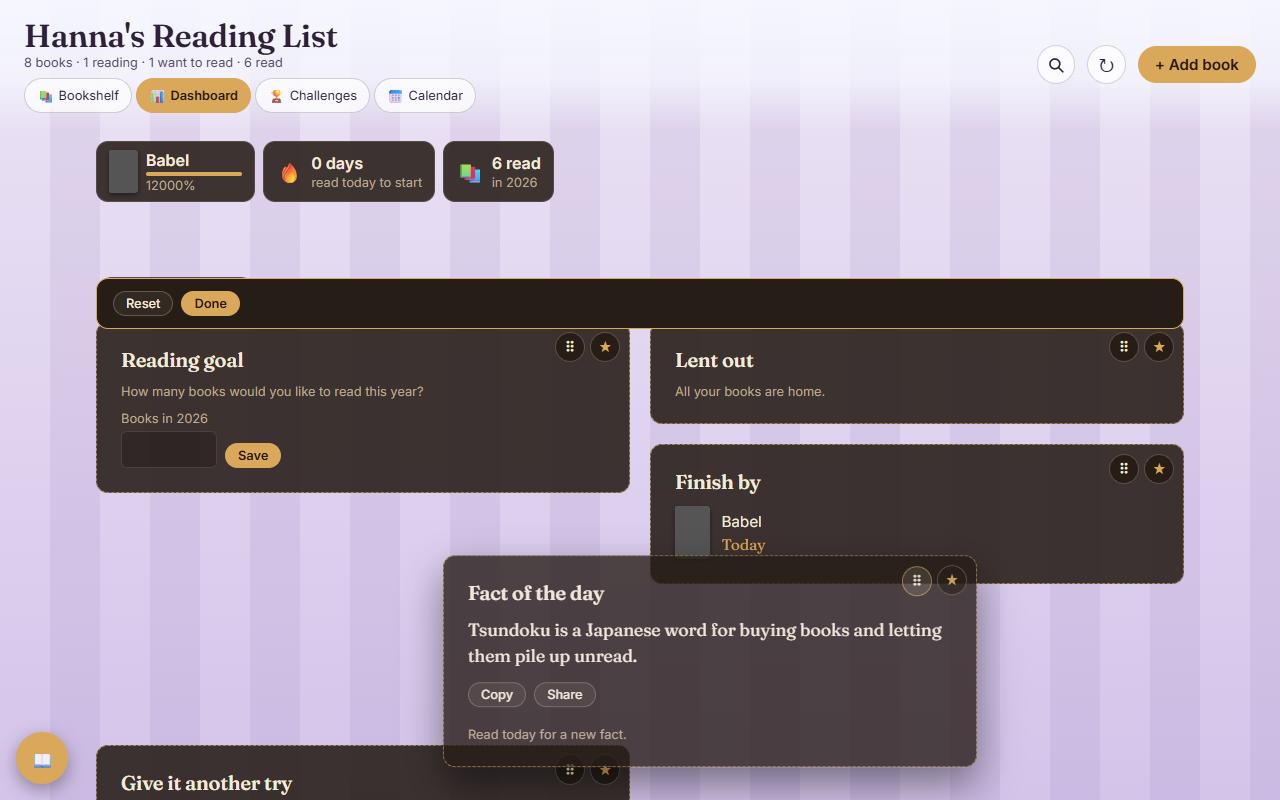 Hanna's Reading List
8 books · 1 reading · 1 want to read · 6 read
Bookshelf
Dashboard
Challenges
Calendar
+ Add book
Babel
12000%
0 days
read today to start
6 read
in 2026
Reset
Done
Reading goal
How many books would you like to read this year?
Books in 2026
Save
Lent out
All your books are home.
Finish by
Babel
Today
Fact of the day
Tsundoku is a Japanese word for buying books and letting
them pile up unread.
Copy
Share
Read today for a new fact.
Give it another try